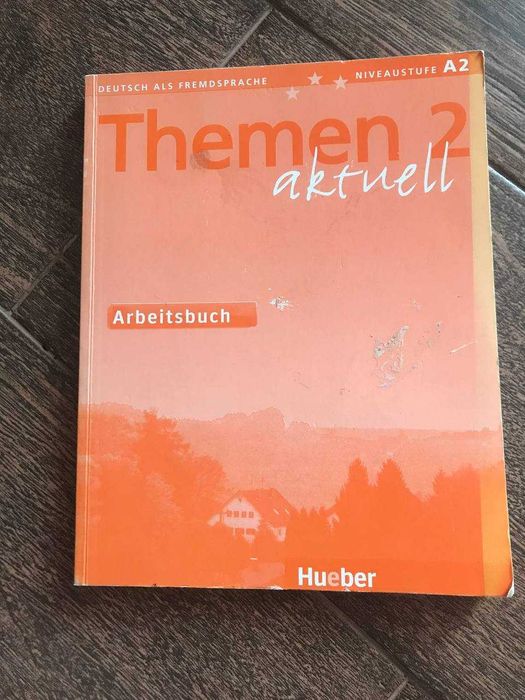 DEUTSCH ALS FREMDSPRACHE
NIVEAUSTUFE A2
Themen 2
aktuell
Arbeitsbuch
Hueber